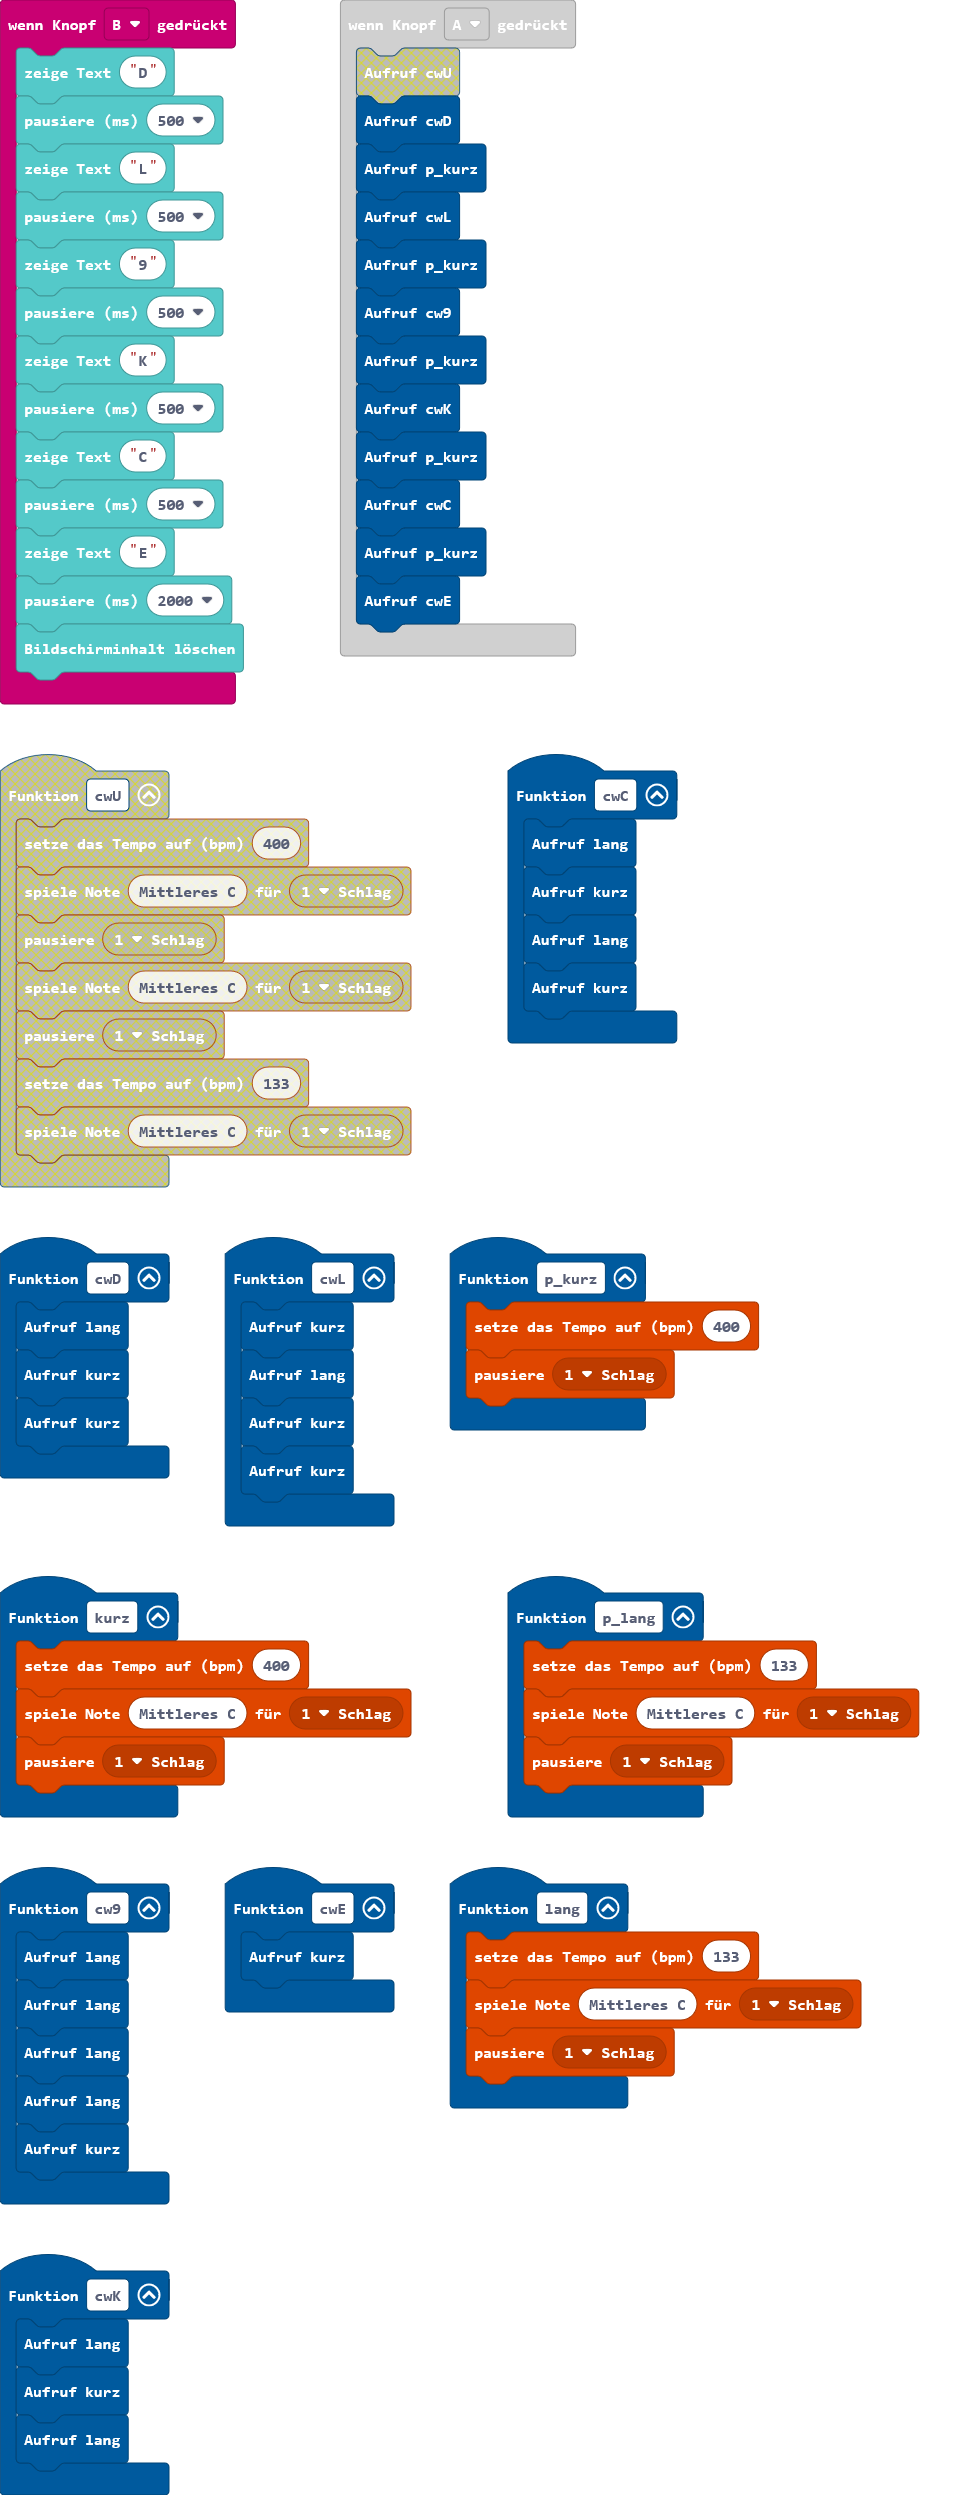 wenn Knopf B gedrückt
zeige Text "D"
pausiere (ms) 500
zeige Text "L"
pausiere (ms) 500
zeige Text "9"
pausiere (ms) 500
zeige Text "K"
pausiere (ms) 500
zeige Text "C"
pausiere (ms) 500
zeige Text "E"
pausiere (ms) 2000
Bildschirminhalt löschen
wenn Knopf A gedrückt
Aufruf cwU
Aufruf cwD
Aufruf p_kurz
Aufruf cwL
Aufruf p_kurz
Aufruf cw9
Aufruf p_kurz
Aufruf cwK
Aufruf p_kurz
Aufruf cwC
Aufruf p_kurz
Aufruf cwE
Funktion cwU
setze das Tempo auf (bpm) 400
spiele Note Mittleres C für 1 Schlag
pausiere 1 Schlag
spiele Note Mittleres C für 1 Schlag
pausiere 1 Schlag
setze das Tempo auf (bpm) 133
spiele Note Mittleres C für 1 Schlag
Funktion cwC
Aufruf lang
Aufruf kurz
Aufruf lang
Aufruf kurz
Funktion cwD
Aufruf lang
Aufruf kurz
Aufruf kurz
Funktion cwL
Aufruf kurz
Aufruf lang
Aufruf kurz
Aufruf kurz
Funktion p_kurz
setze das Tempo auf (bpm) 400
pausiere 1 Schlag
Funktion kurz
setze das Tempo auf (bpm) 400
spiele Note Mittleres C für 1 Schlag
pausiere 1 Schlag
Funktion p_lang
setze das Tempo auf (bpm) 133
spiele Note Mittleres C für 1 Schlag
pausiere 1 Schlag
Funktion cw9
Aufruf lang
Aufruf lang
Aufruf lang
Aufruf lang
Aufruf kurz
Funktion cwE
Aufruf kurz
Funktion lang
setze das Tempo auf (bpm) 133
spiele Note Mittleres C für 1 Schlag
pausiere 1 Schlag
Funktion cwK
Aufruf lang
Aufruf kurz
Aufruf lang